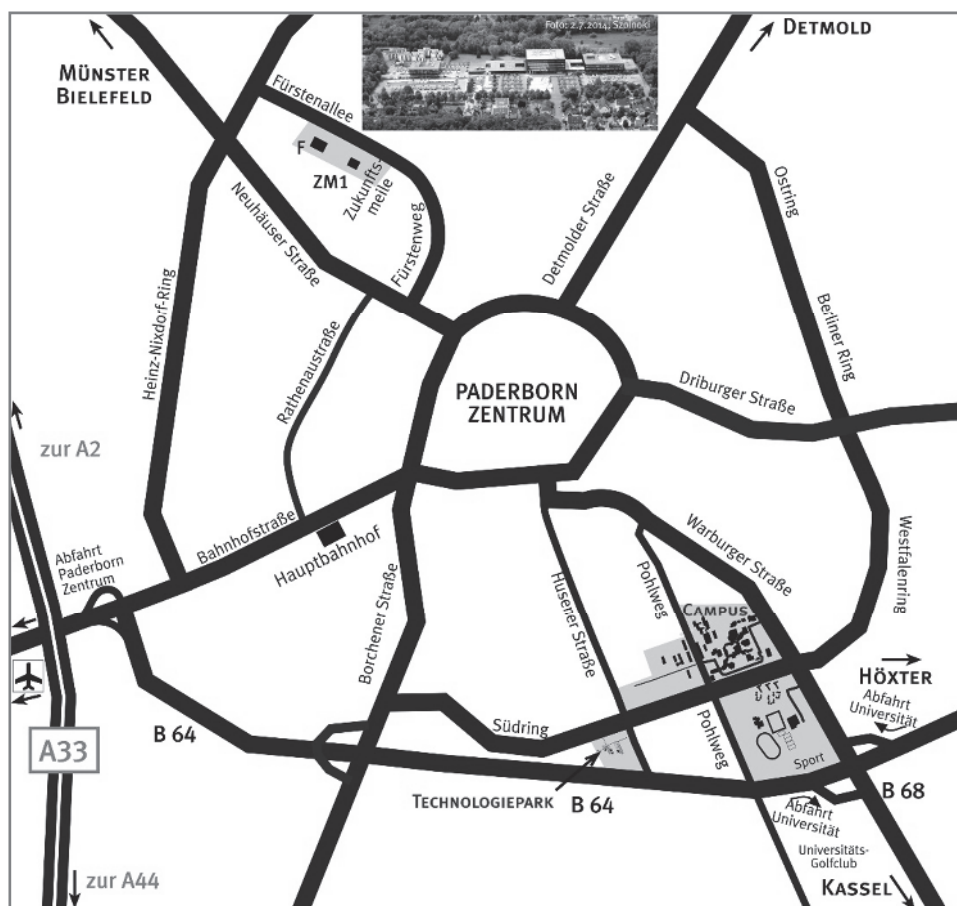 Foto: 2.7.2014, Szolnoki
DETMOLD
MÜNSTER
BIELEFELD
Fürstenallee
F
ZM1
Zukunfts-
meile
Neuhäuser Straße
Fürstenweg
Detmolder Straße
Ostring
Heinz-Nixdorf-Ring
Rathenaustraße
Berliner Ring
PADERBORN
ZENTRUM
Driburger Straße
zur A2
Bahnhofstraße
Hauptbahnhof
Abfahrt
Paderborn
Zentrum
Warburger Straße
Westfalenring
Pohlweg
Husener Straße
Borchener Straße
CAMPUS
HÖXTER
Abfahrt
Universität
B 64
Südring
Pohlweg
A33
Sport
TECHNOLOGIEPARK
B 64
B 68
Abfahrt
Universität
Universitäts-
Golfclub
zur A44
KASSEL